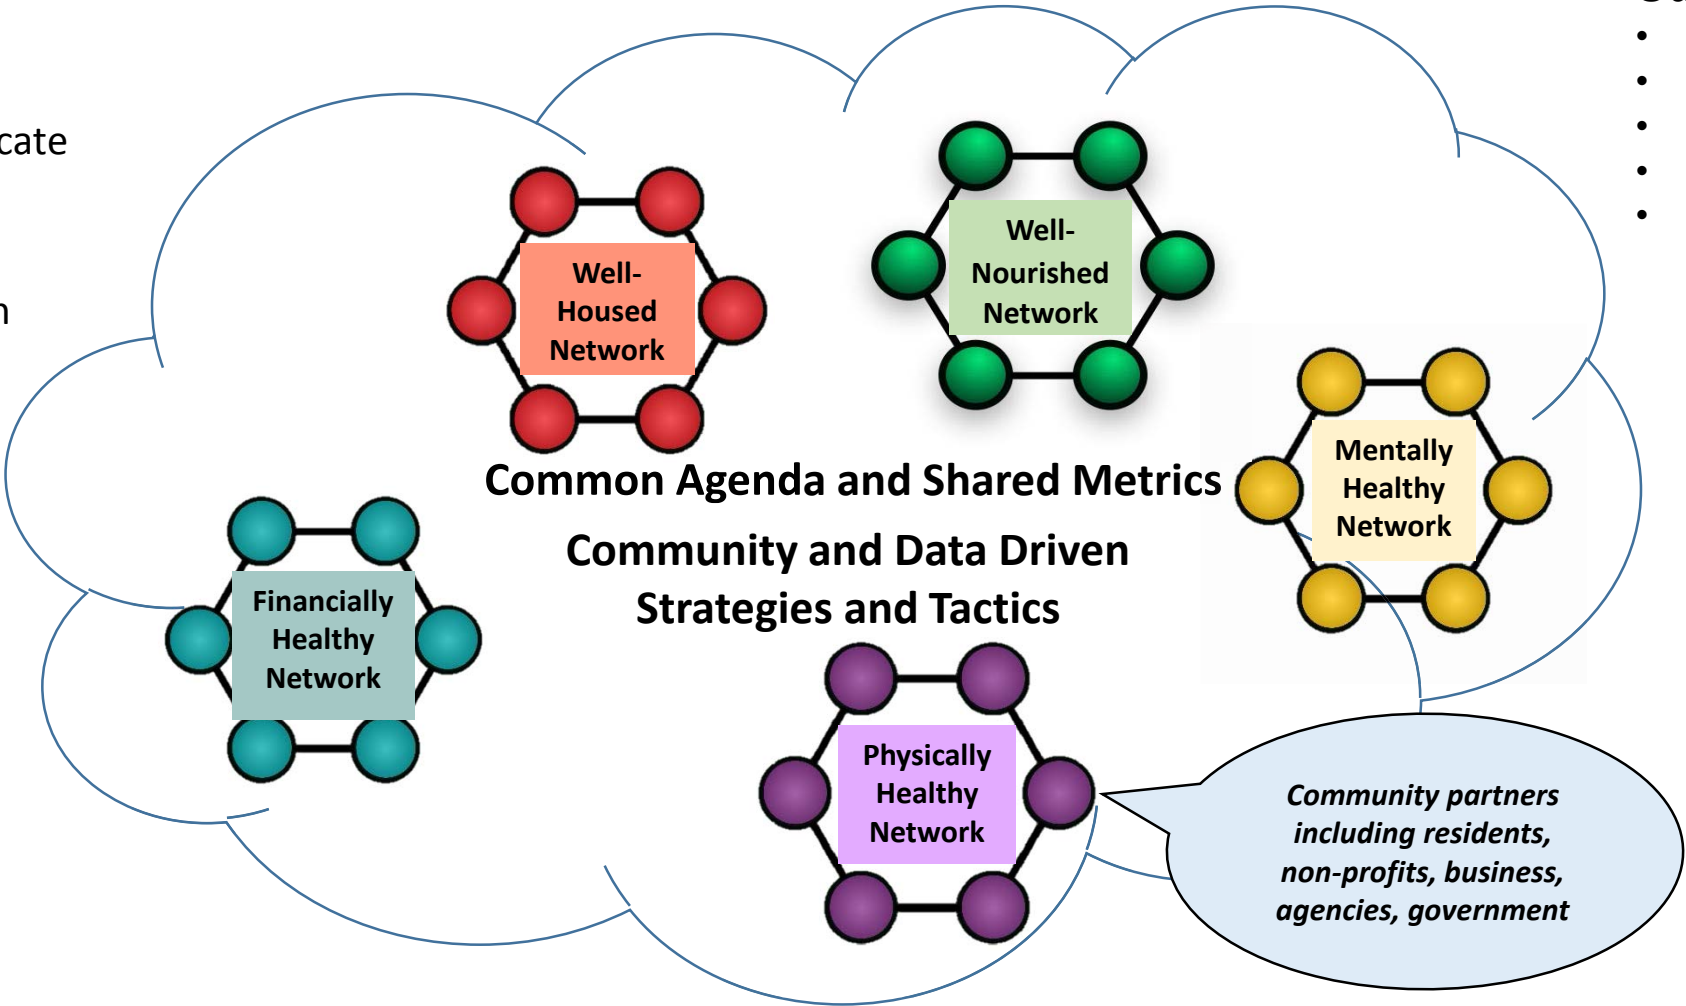 cate
Well-
Housed
Network
Well-
Nourished
Network
Mentally
Healthy
Network
Common Agenda and Shared Metrics
Community and Data Driven
Strategies and Tactics
Financially
Healthy
Network
Physically
Healthy
Network
Community partners
including residents,
non-profits, business,
agencies, government